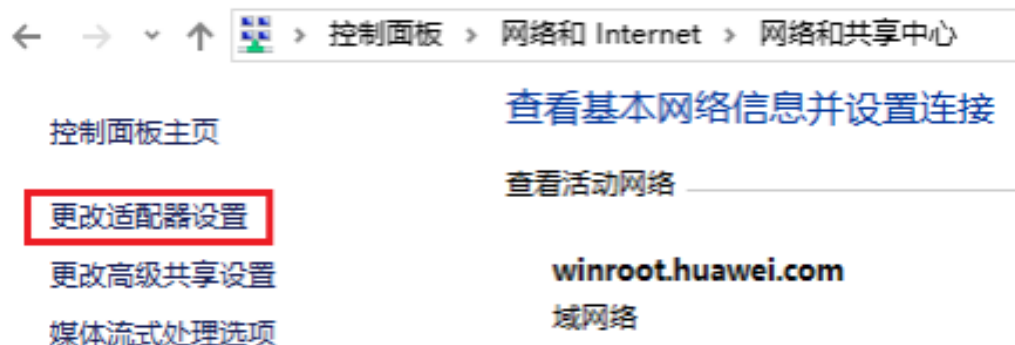 控制面板 > 网络和 Internet > 网络和共享中心
控制面板主页
更改适配器设置
更改高级共享设置
媒体流式处理选项
查看基本网络信息并设置连接
查看活动网络
winroot.huawei.com
域网络